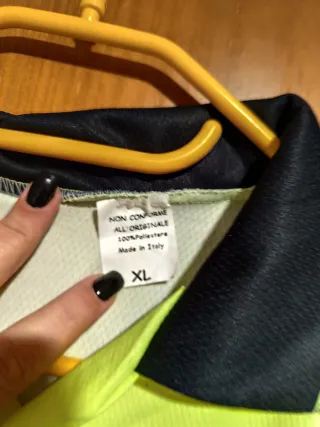 NON CONFORME
ALL'ORIGINALE
100%Poliestere
Made in Italy
XL